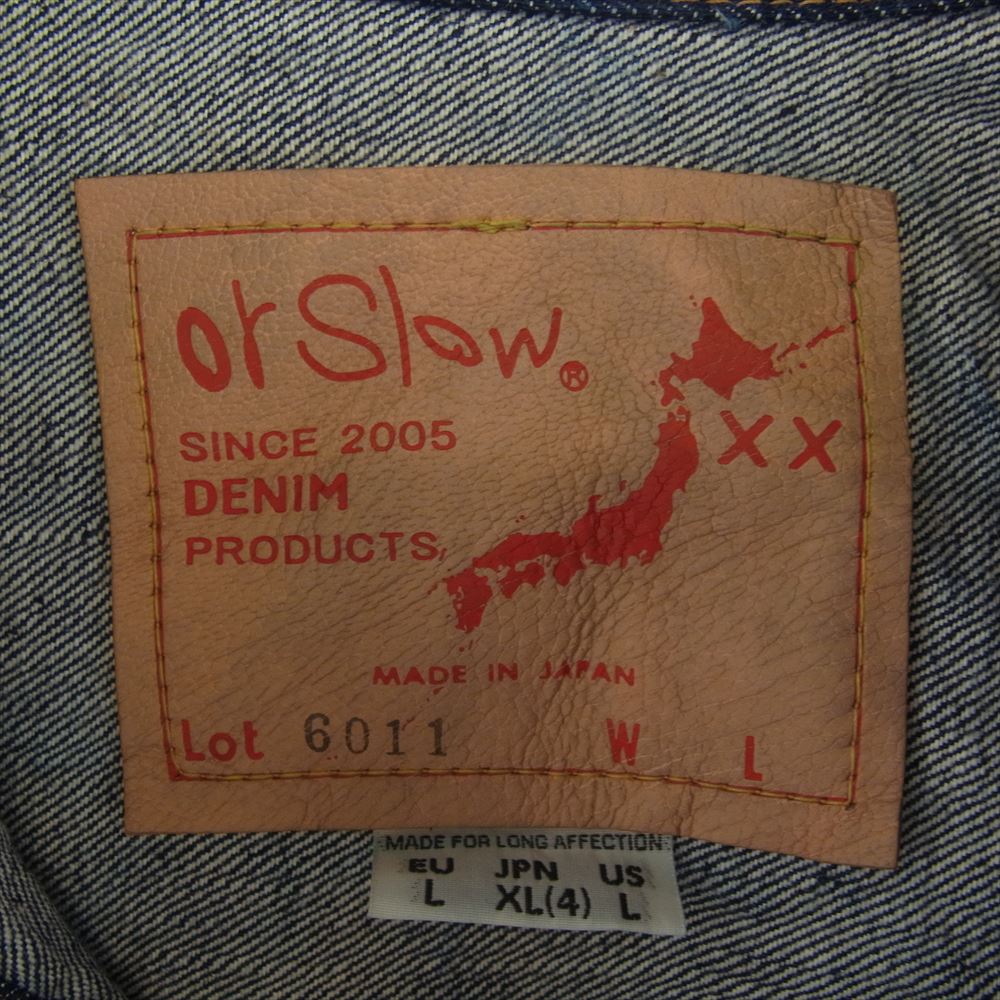 orSlow®
SINCE 2005
DENIM
PRODUCTS,
XX
MADE IN JAPAN
Lot 6011 W L
MADE FOR LONG AFFECTION
EU JPN US
L XL(4) L